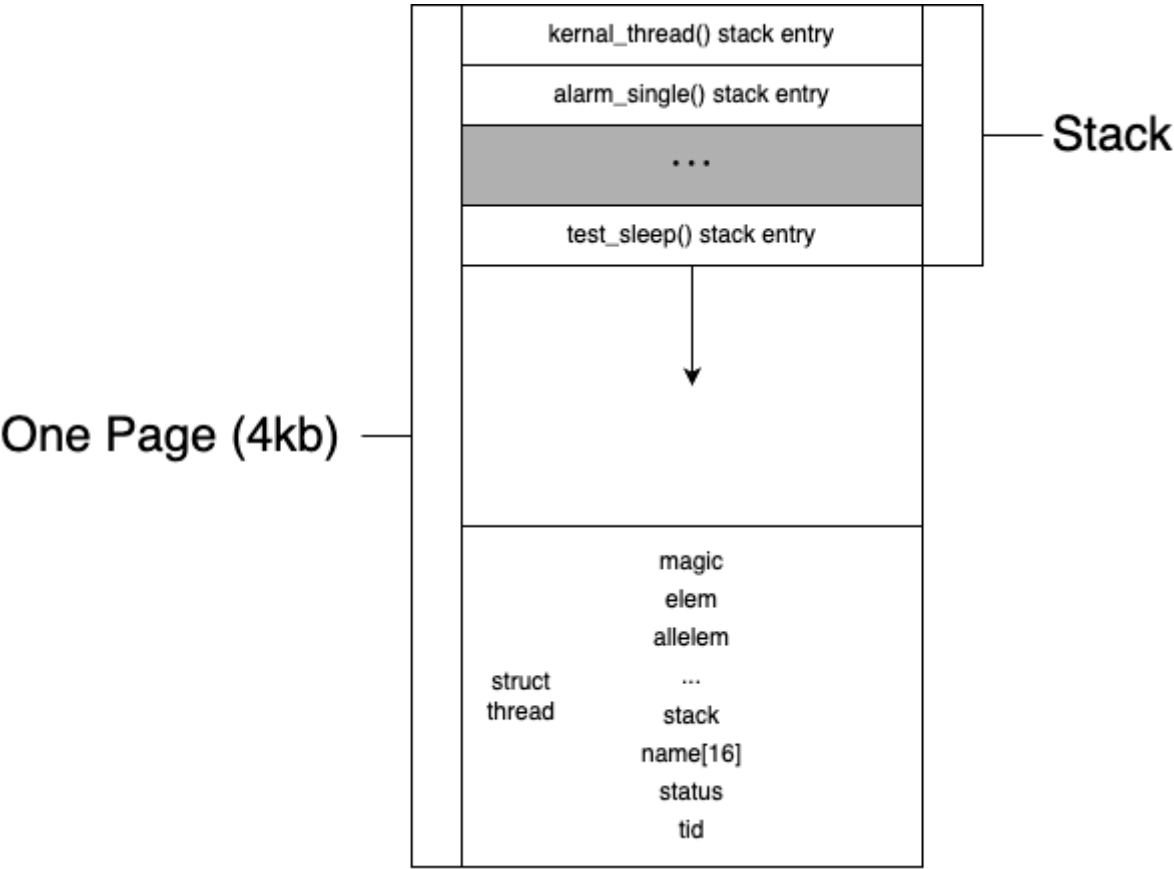 kernal_thread() stack entry
alarm_single() stack entry
...
test_sleep() stack entry
Stack
One Page (4kb)
struct
thread
magic
elem
allelem
...
stack
name[16]
status
tid